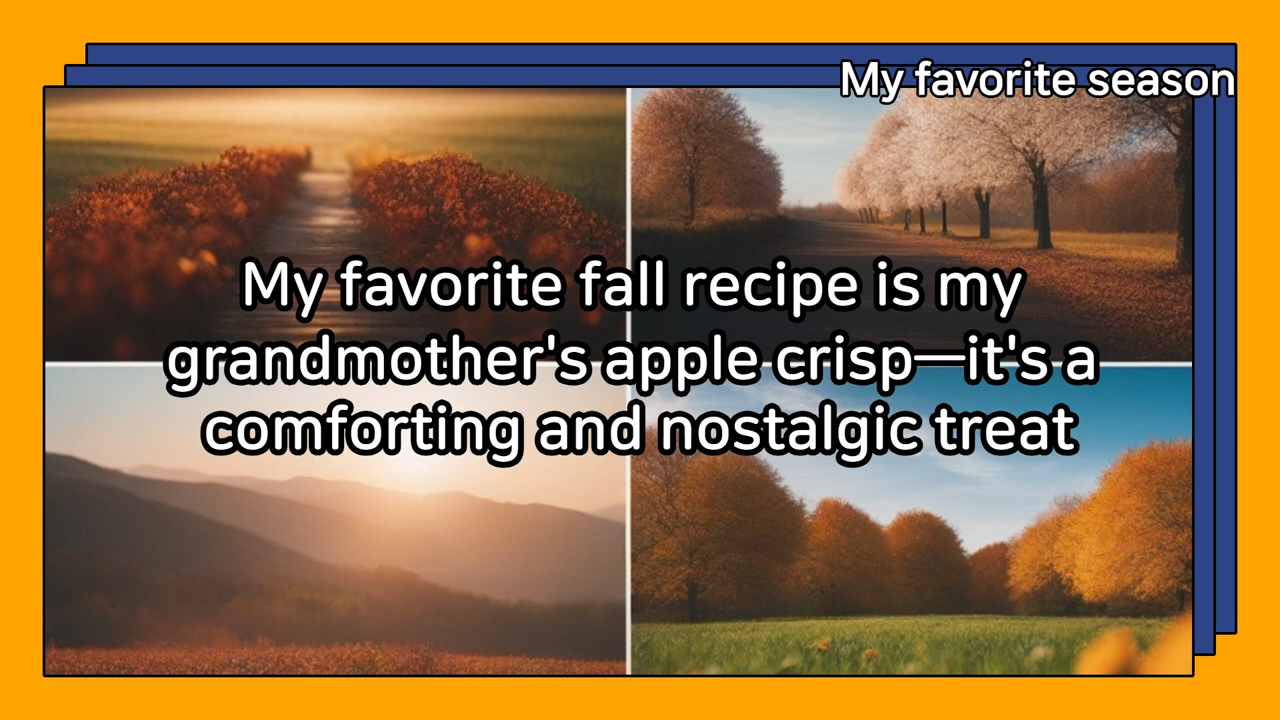 My favorite season
My favorite fall recipe is my
grandmother's apple crisp—it's a
comforting and nostalgic treat